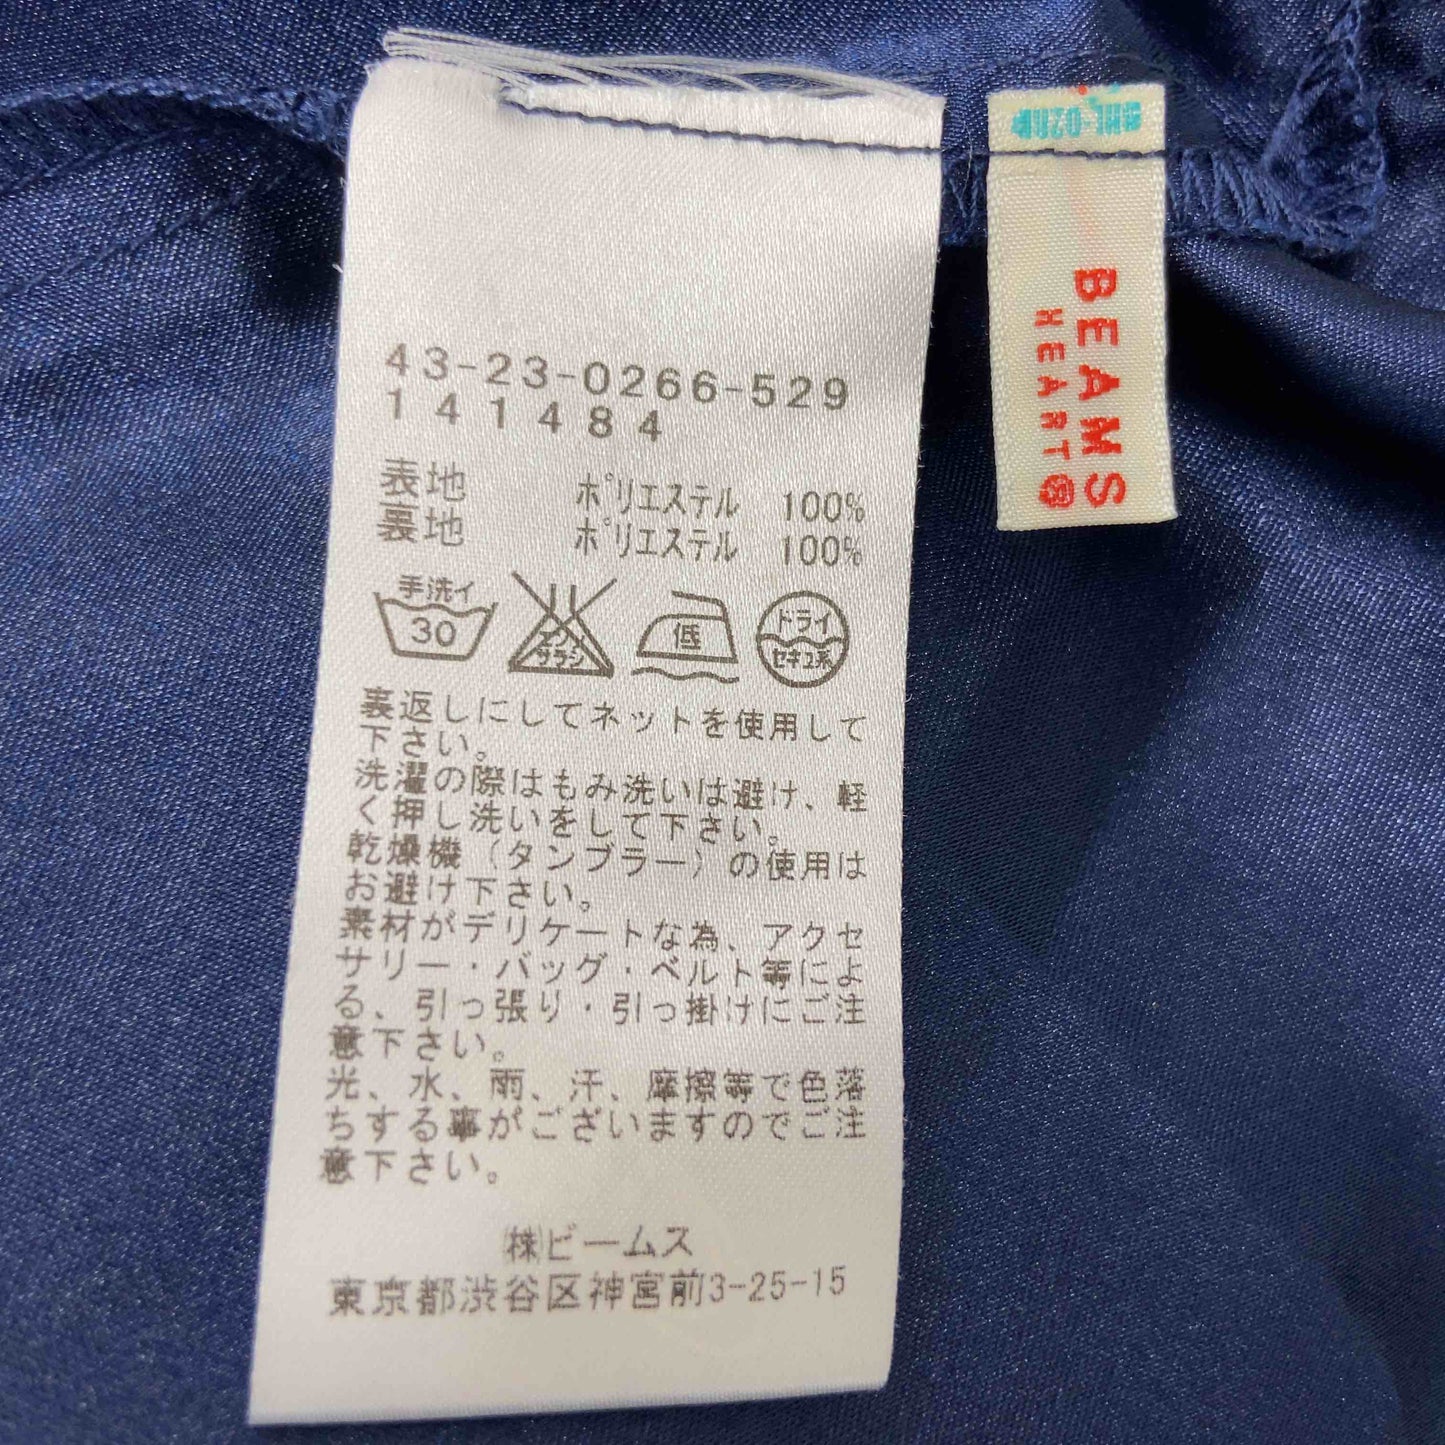 43-23-0266-529
141484
表地 ポリエステル 100%
裏地 ポリエステル 100%
手洗イ
30
エンソ
サラシ
低
ドライ
セキユ系
裏返しにしてネットを使用して
下さい。
洗濯の際はもみ洗いは避け、軽
く押し洗いをして下さい。
乾燥機(タンブラー)の使用は
お避け下さい。
素材がデリケートな為、アクセ
サリー・バッグ・ベルト等によ
る、引っ張り・引っ掛けにご注
意下さい。
光、水、雨、汗、摩擦等で色落
ちする事がございますのでご注
意下さい。
㈱ビームス
東京都渋谷区神宮前3-25-15
BEAMS
HEART®